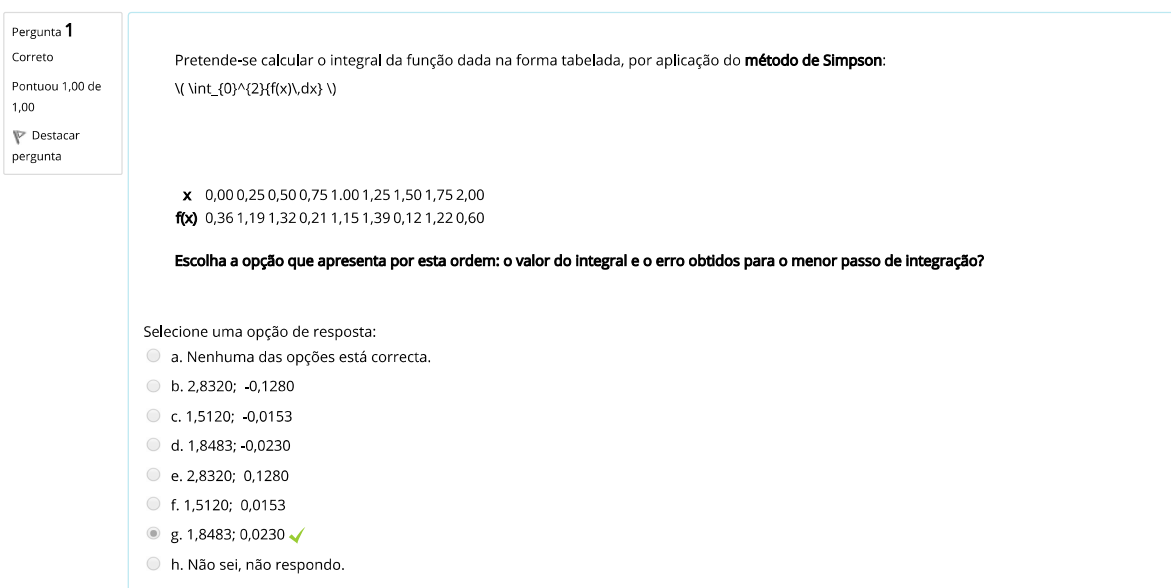 Pergunta 1
Correto
Pontuou 1,00 de
1,00
Destacar
pergunta
Pretende-se calcular o integral da função dada na forma tabelada, por aplicação do método de Simpson:
\( \int_{0}^{2}{f(x)\,dx} \)
x 0,00 0,25 0,50 0,75 1.00 1,25 1,50 1,75 2,00
f(x) 0,36 1,19 1,32 0,21 1,15 1,39 0,12 1,22 0,60
Escolha a opção que apresenta por esta ordem: o valor do integral e o erro obtidos para o menor passo de integração?
Selecione uma opção de resposta:
a. Nenhuma das opções está correcta.
b. 2,8320; -0,1280
c. 1,5120; -0,0153
d. 1,8483; -0,0230
e. 2,8320; 0,1280
f. 1,5120; 0,0153
g. 1,8483; 0,0230
h. Não sei, não respondo.